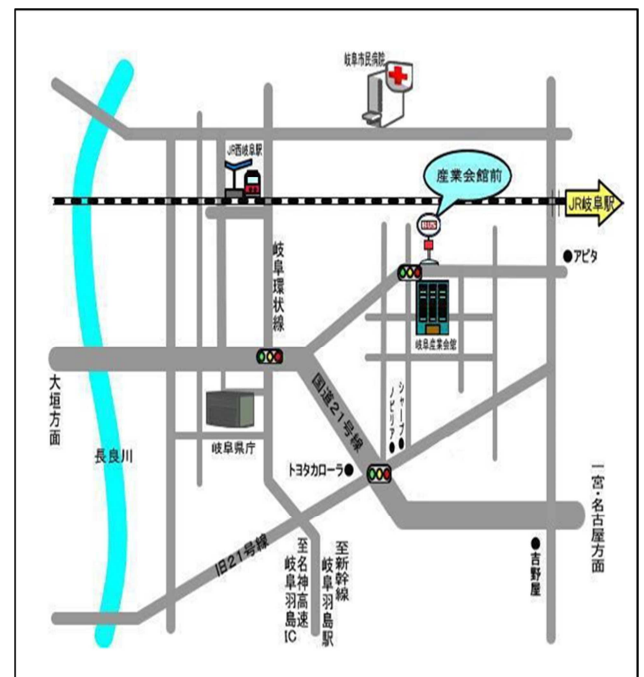 岐阜市民病院
JR西岐阜駅
産業会館前
JR岐阜駅
BUS
アピタ
岐阜環状線
岐阜産業会館
大垣方面
国道21号線
シャープ
ノビリア
長良川
岐阜県庁
トヨタカローラ
一宮・名古屋方面
旧21号線
吉野屋
至新幹線
岐阜羽島駅
至名神高速
岐阜羽島IC